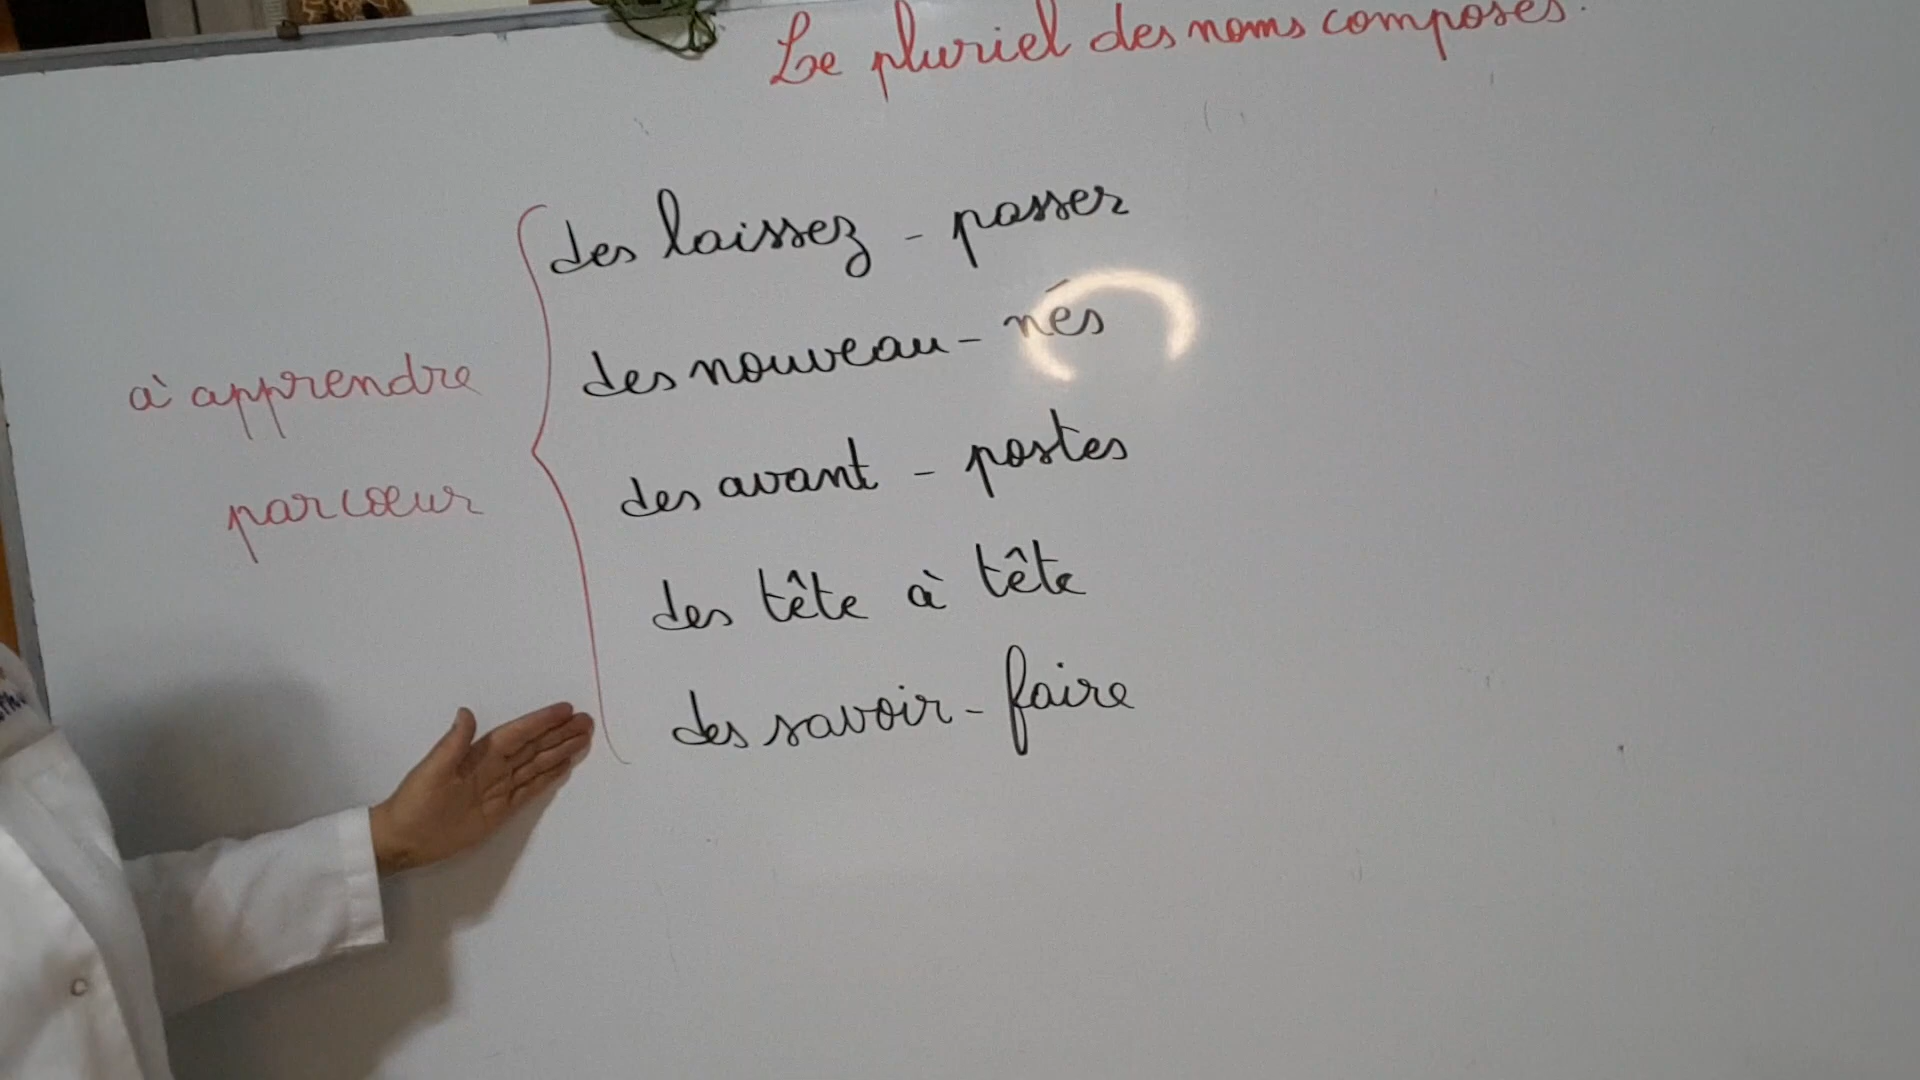 Le pluriel des noms composés.
des laissez - passer
des nouveau - nés
à apprendre
par cœur
des avant - postes
des tête à tête
des savoir - faire